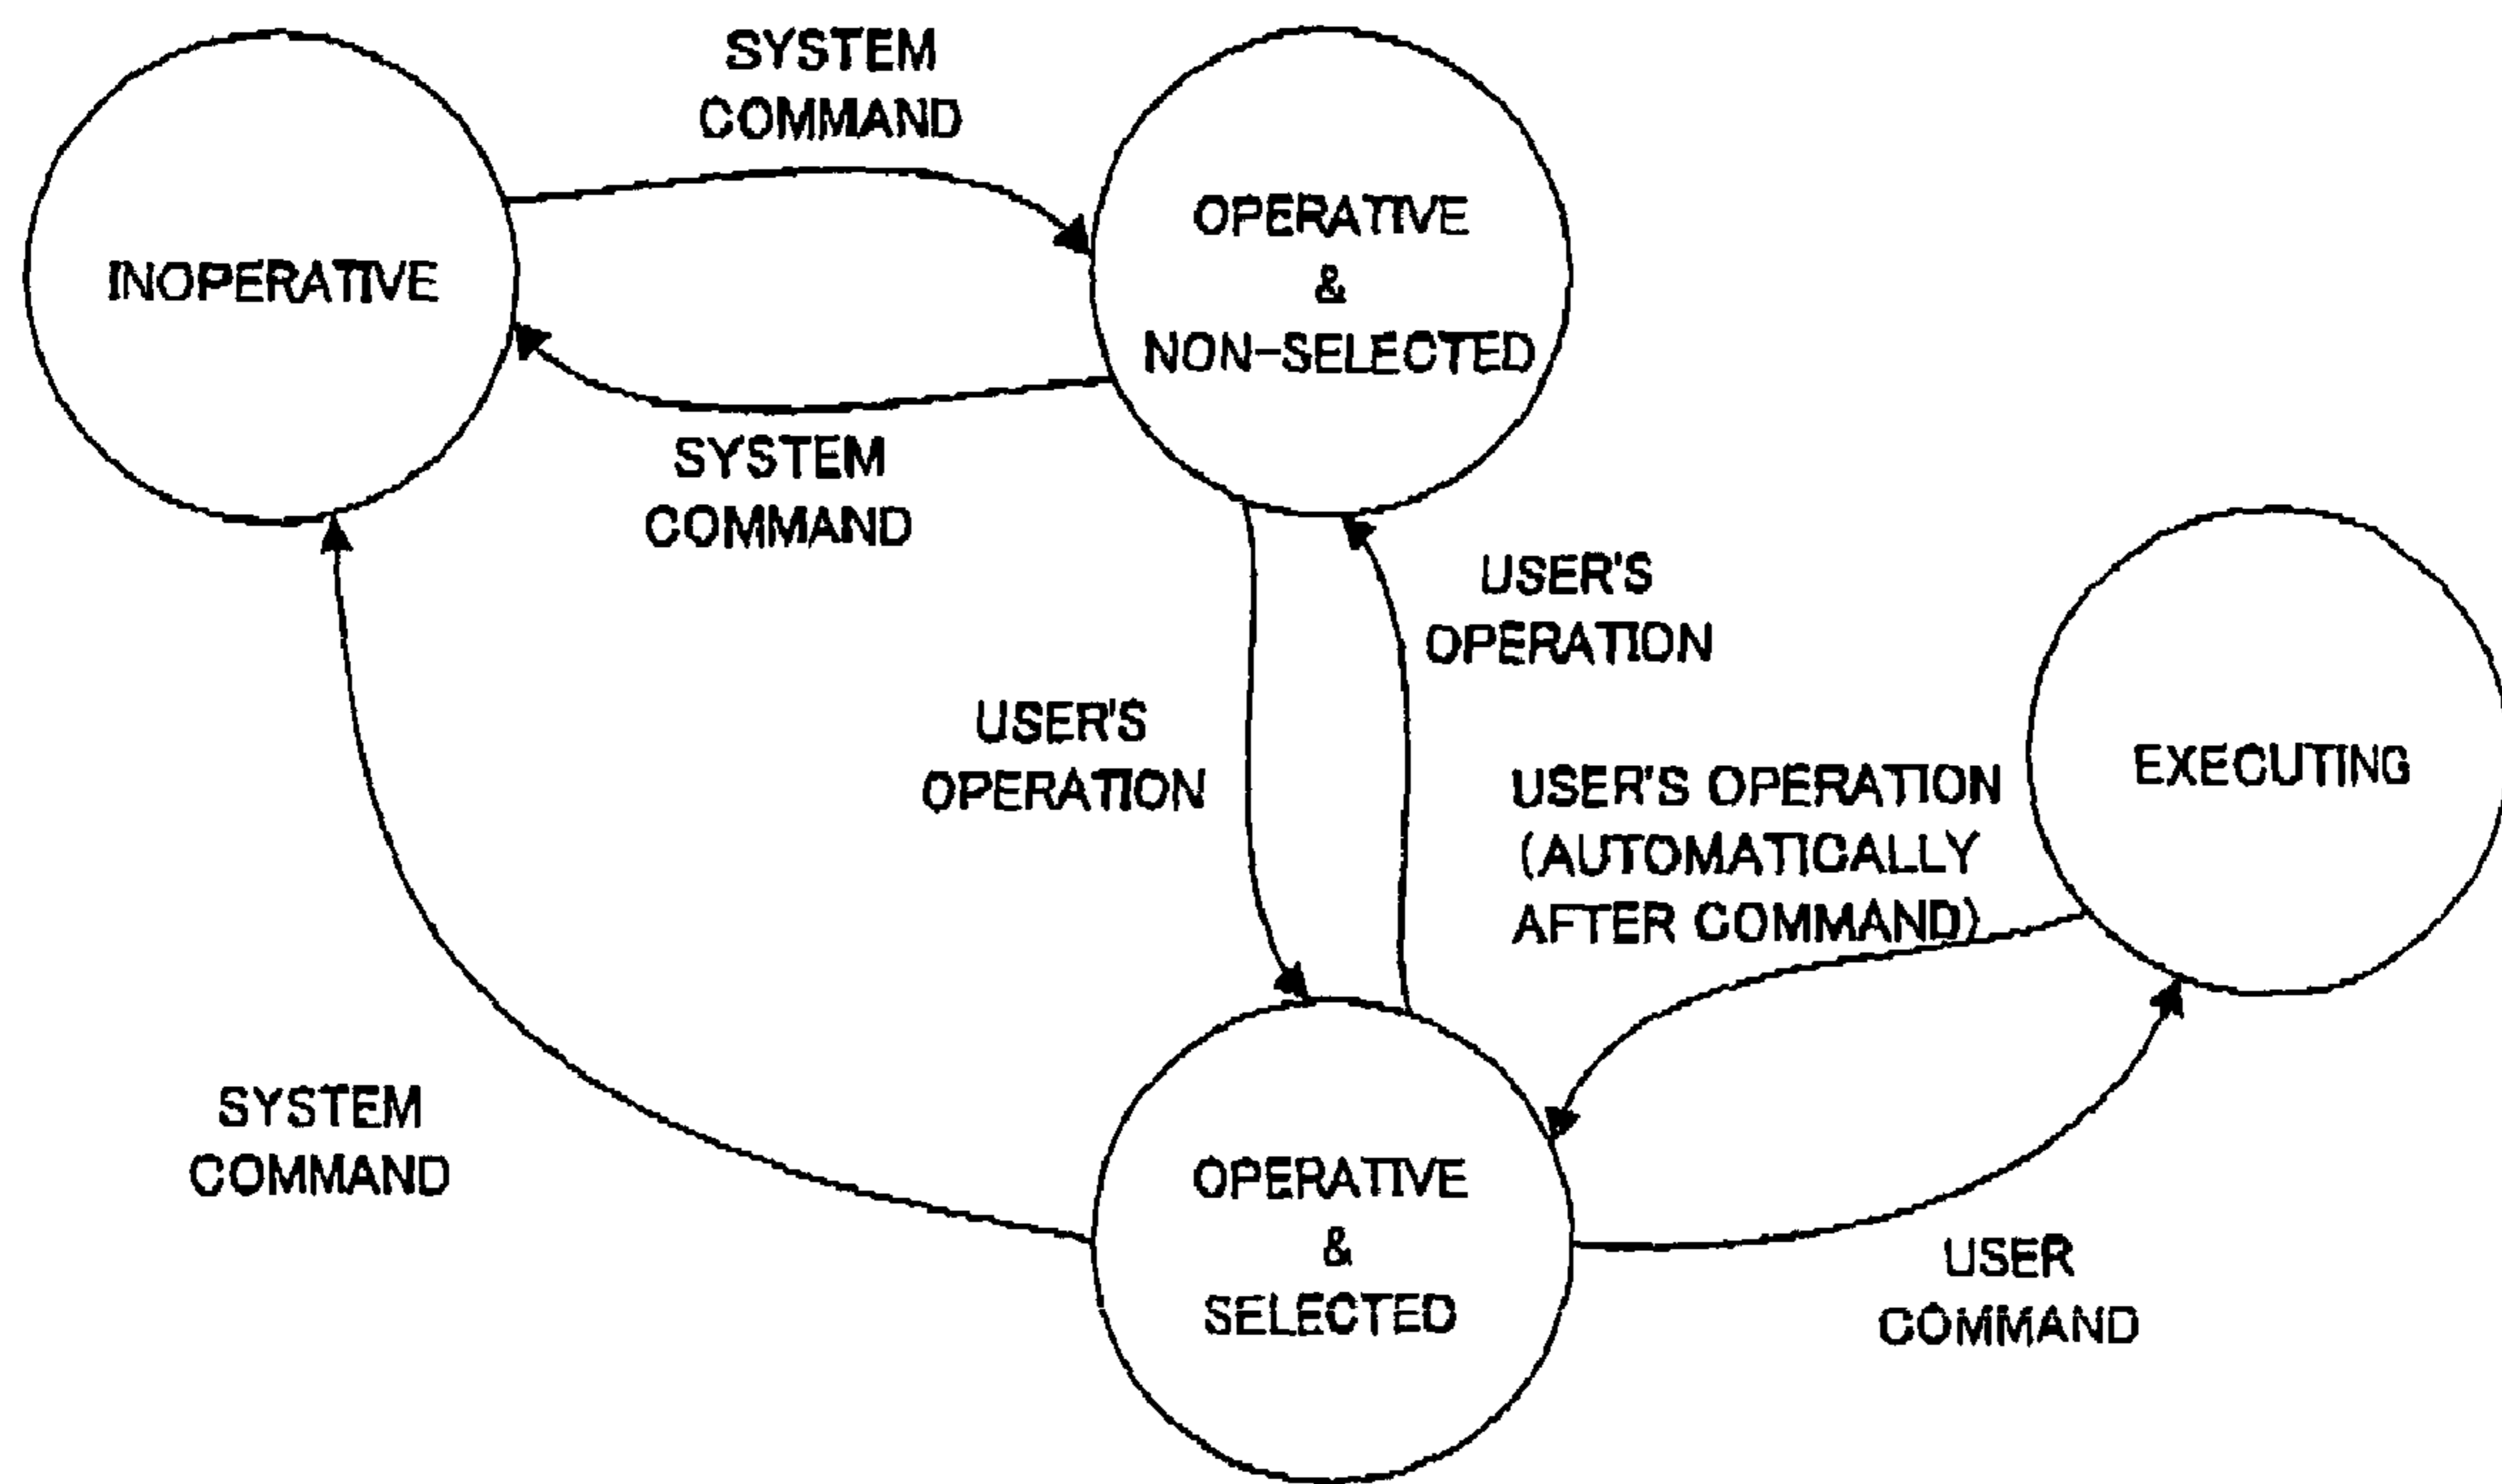 SYSTEM
COMMAND
INOPERATIVE
OPERATIVE
&
NON-SELECTED
SYSTEM
COMMAND
USER'S
OPERATION
USER'S
OPERATION
USER'S OPERATION
(AUTOMATICALLY
AFTER COMMAND)
EXECUTING
SYSTEM
COMMAND
OPERATIVE
&
SELECTED
USER
COMMAND